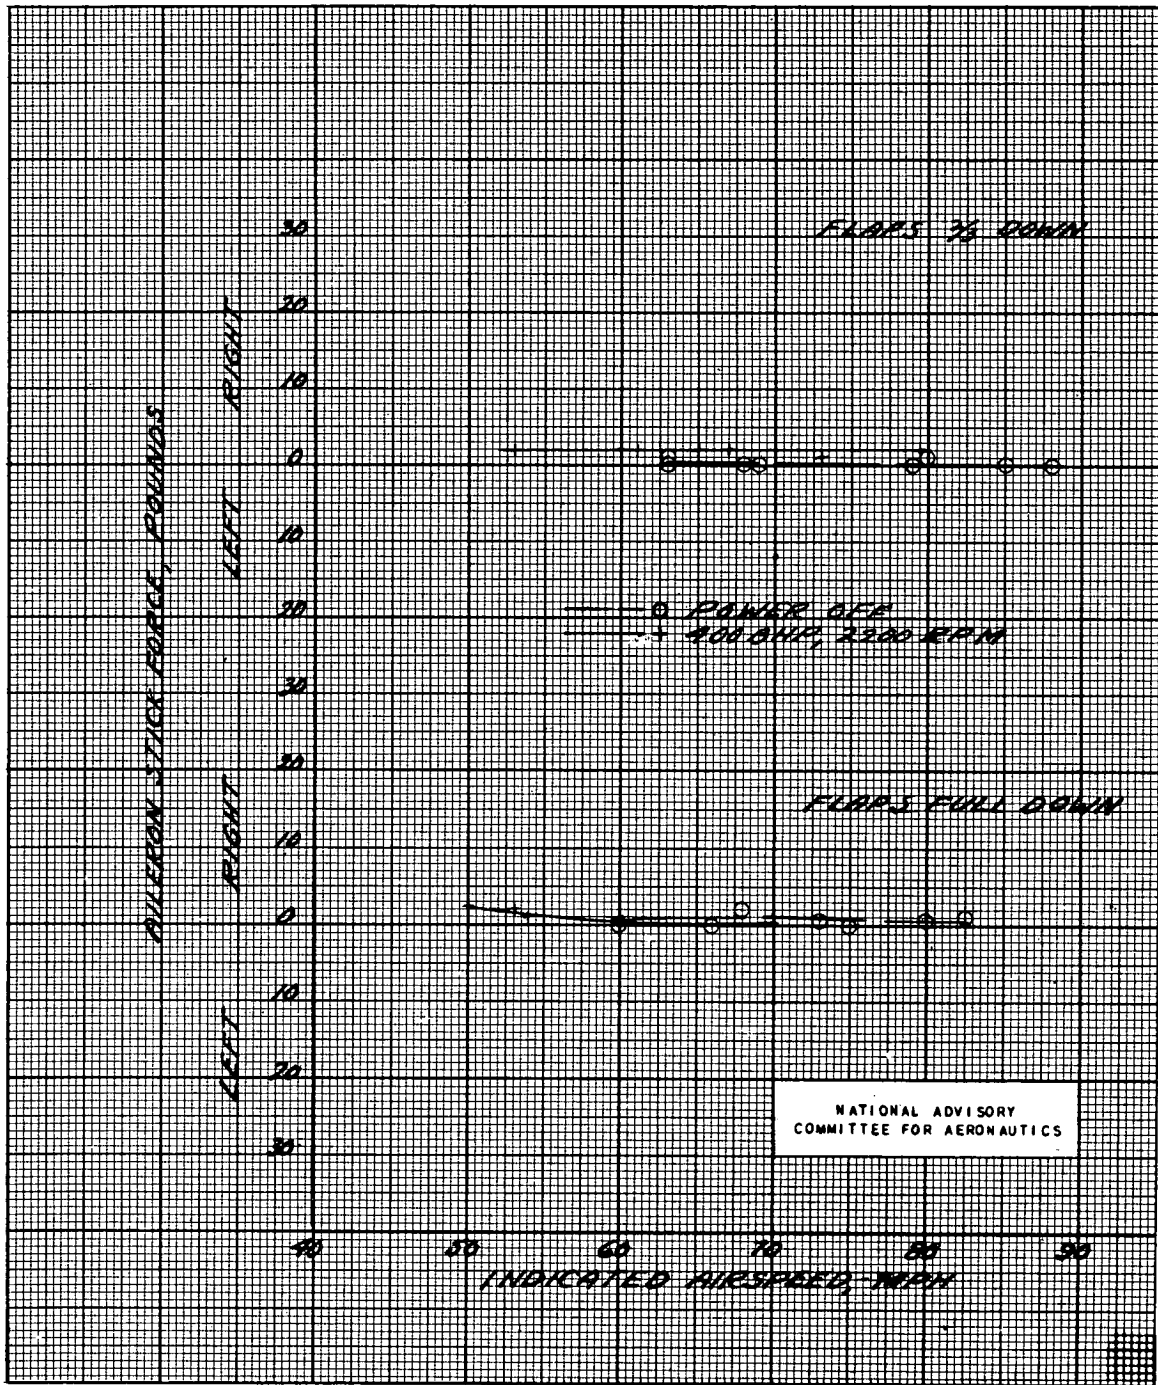 30
FLAPS 2/3 DOWN
20
RIGHT
10
0
LEFT
10
20
POWER OFF
400 BHP, 2200 RPM
30
AILERON STICK FORCE, POUNDS
20
FLAPS FULL DOWN
RIGHT
10
0
10
LEFT
20
NATIONAL ADVISORY
COMMITTEE FOR AERONAUTICS
30
40 50 60 70 80 90
INDICATED AIRSPEED, MPH